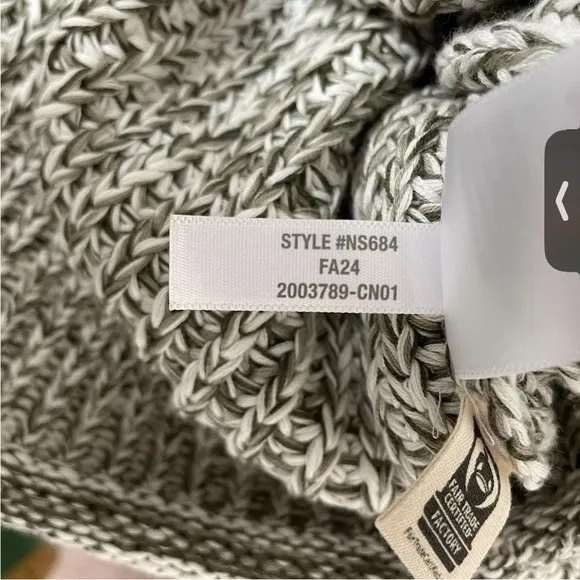 STYLE #NS684
FA24
2003789-CN01
FAIR TRADE
CERTIFIED
FACTORY